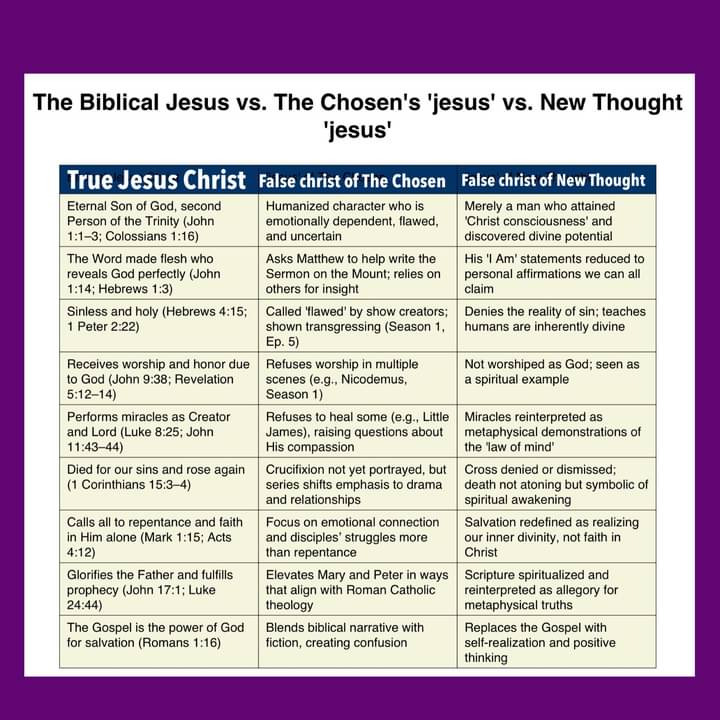 The Biblical Jesus vs. The Chosen's 'jesus' vs. New Thought
'jesus'
True Jesus Christ
False christ of The Chosen
False christ of New Thought
Eternal Son of God, second
Person of the Trinity (John
1:1–3; Colossians 1:16)
Humanized character who is
emotionally dependent, flawed,
and uncertain
Merely a man who attained
'Christ consciousness' and
discovered divine potential
The Word made flesh who
reveals God perfectly (John
1:14; Hebrews 1:3)
Asks Matthew to help write the
Sermon on the Mount; relies on
others for insight
His 'I Am' statements reduced to
personal affirmations we can all
claim
Sinless and holy (Hebrews 4:15;
1 Peter 2:22)
Called 'flawed' by show creators;
shown transgressing (Season 1,
Ep. 5)
Denies the reality of sin; teaches
humans are inherently divine
Receives worship and honor due
to God (John 9:38; Revelation
5:12–14)
Refuses worship in multiple
scenes (e.g., Nicodemus,
Season 1)
Not worshiped as God; seen as
a spiritual example
Performs miracles as Creator
and Lord (Luke 8:25; John
11:43–44)
Refuses to heal some (e.g., Little
James), raising questions about
His compassion
Miracles reinterpreted as
metaphysical demonstrations of
the 'law of mind'
Died for our sins and rose again
(1 Corinthians 15:3–4)
Crucifixion not yet portrayed, but
series shifts emphasis to drama
and relationships
Cross denied or dismissed;
death not atoning but symbolic of
spiritual awakening
Calls all to repentance and faith
in Him alone (Mark 1:15; Acts
4:12)
Focus on emotional connection
and disciples' struggles more
than repentance
Salvation redefined as realizing
our inner divinity, not faith in
Christ
Glorifies the Father and fulfills
prophecy (John 17:1; Luke
24:44)
Elevates Mary and Peter in ways
that align with Roman Catholic
theology
Scripture spiritualized and
reinterpreted as allegory for
metaphysical truths
The Gospel is the power of God
for salvation (Romans 1:16)
Blends biblical narrative with
fiction, creating confusion
Replaces the Gospel with
self-realization and positive
thinking